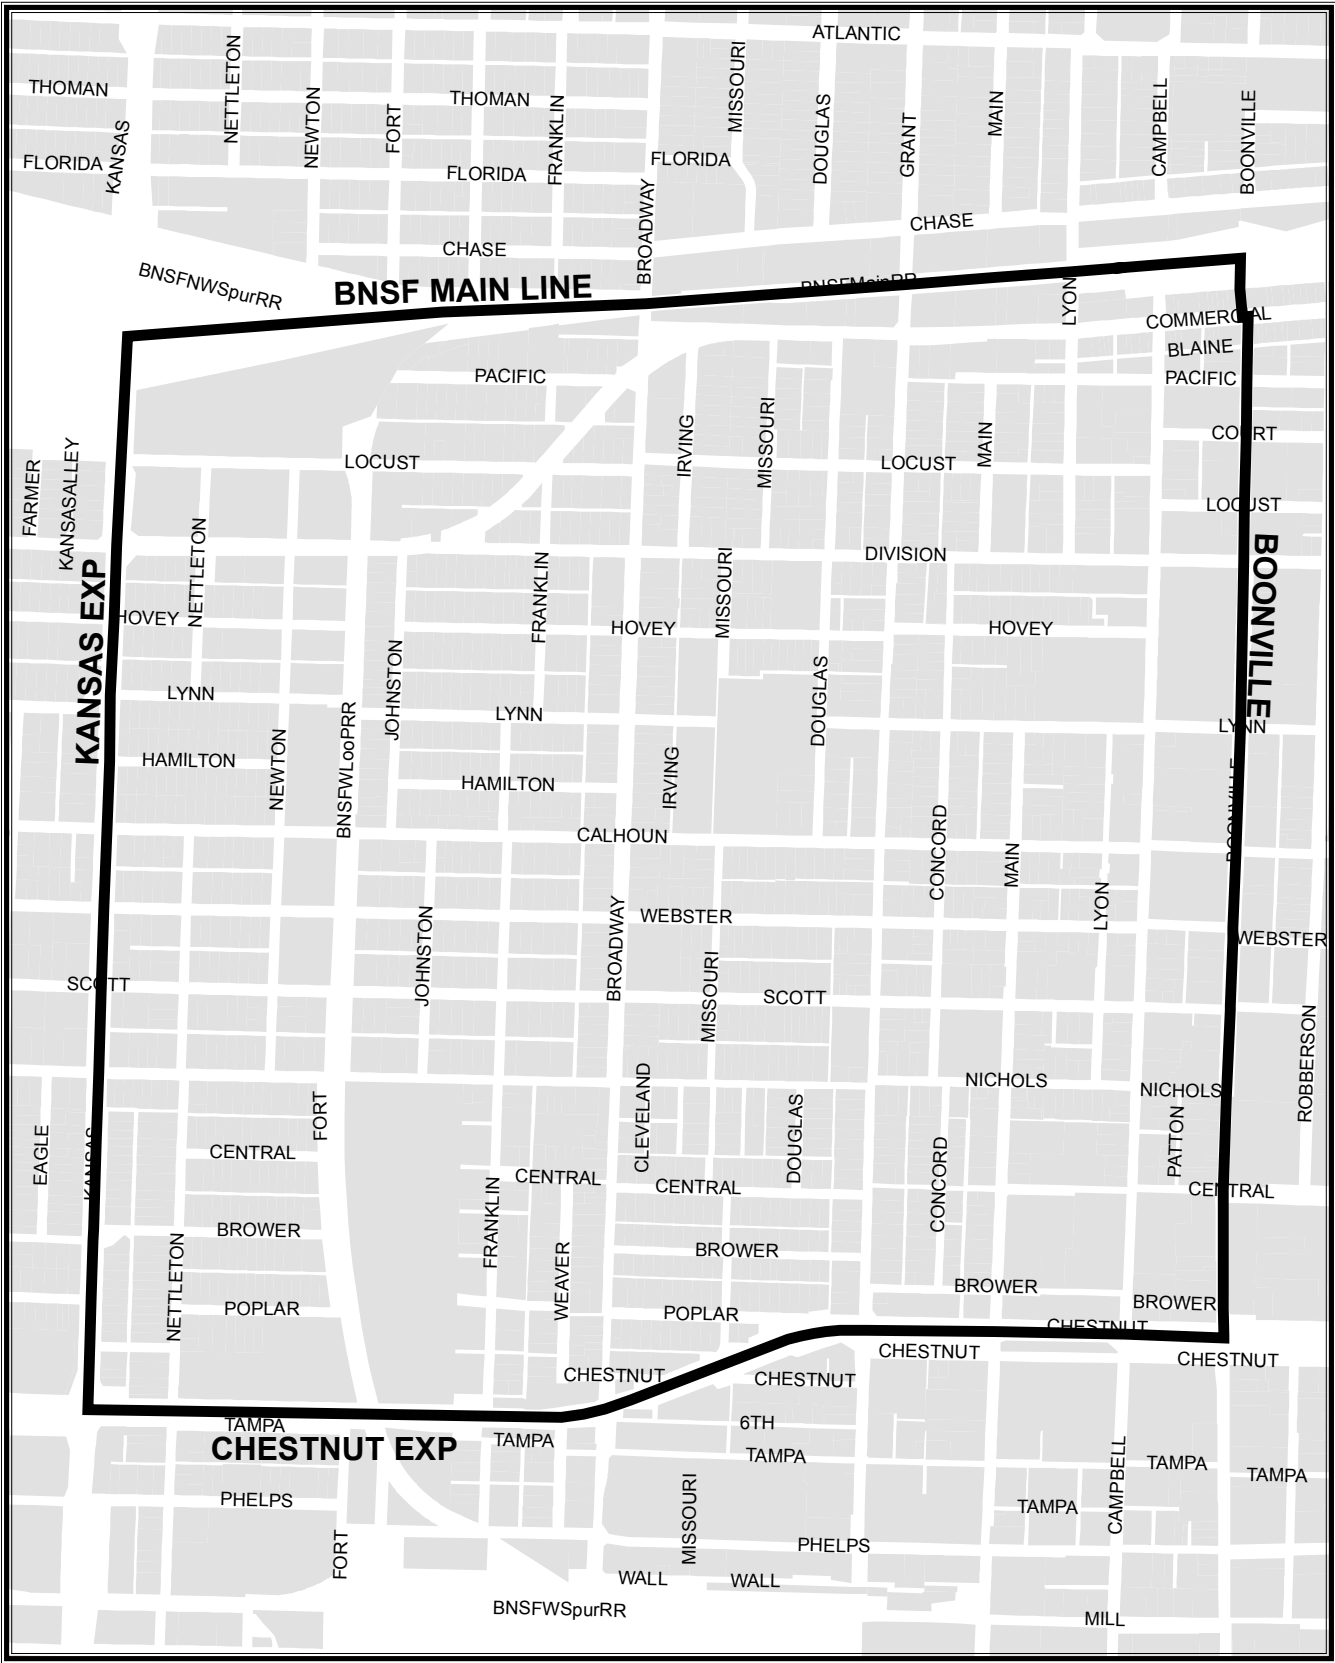 ATLANTIC
MISSOURI
NETTLETON
THOMAN
NEWTON
FORT
THOMAN
FRANKLIN
DOUGLAS
GRANT
MAIN
CAMPBELL
BOONVILLE
KANSAS
FLORIDA
FLORIDA
FLORIDA
BROADWAY
CHASE
CHASE
BNSFNWSpurRR
BNSF MAIN LINE
BNSFMainRR
LYON
COMMERCIAL
BLAINE
PACIFIC
PACIFIC
IRVING
MISSOURI
MAIN
COURT
FARMER
KANSASALLEY
LOCUST
LOCUST
LOCUST
NETTLETON
DIVISION
BOONVILLE
KANSAS EXP
FRANKLIN
MISSOURI
HOVEY
HOVEY
HOVEY
JOHNSTON
DOUGLAS
LYNN
LYNN
LYNN
NEWTON
BNSFWLooPRR
HAMILTON
HAMILTON
IRVING
BOONVILLE
CALHOUN
CONCORD
MAIN
LYON
JOHNSTON
BROADWAY
WEBSTER
WEBSTER
MISSOURI
SCOTT
SCOTT
ROBBERSON
CLEVELAND
NICHOLS
NICHOLS
FORT
DOUGLAS
PATTON
EAGLE
KANSAS
CENTRAL
CENTRAL
CENTRAL
CENTRAL
CONCORD
FRANKLIN
BROWER
BROWER
WEAVER
NETTLETON
BROWER
BROWER
POPLAR
POPLAR
CHESTNUT
CHESTNUT
CHESTNUT
CHESTNUT
CHESTNUT
TAMPA
6TH
CHESTNUT EXP
TAMPA
TAMPA
CAMPBELL
TAMPA
TAMPA
PHELPS
MISSOURI
TAMPA
FORT
PHELPS
WALL
WALL
BNSFWSpurRR
MILL